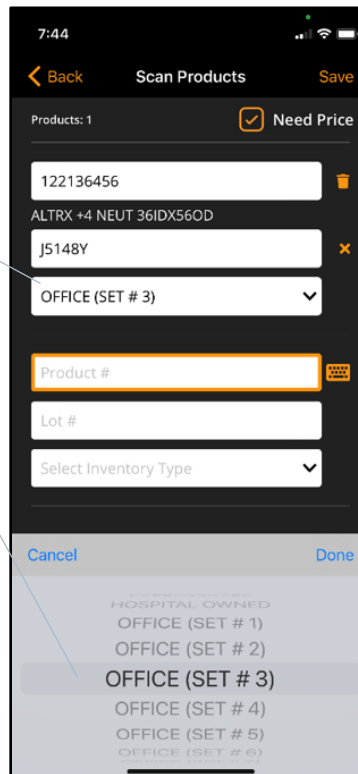 7:44
Back Scan Products Save
Products: 1 Need Price
122136456
ALTRX +4 NEUT 36IDX56OD
J5148Y
OFFICE (SET # 3)
Product #
Lot #
Select Inventory Type
Cancel Done
HOSPITAL OWNED
OFFICE (SET # 1)
OFFICE (SET # 2)
OFFICE (SET # 3)
OFFICE (SET # 4)
OFFICE (SET # 5)
OFFICE (SET # 6)